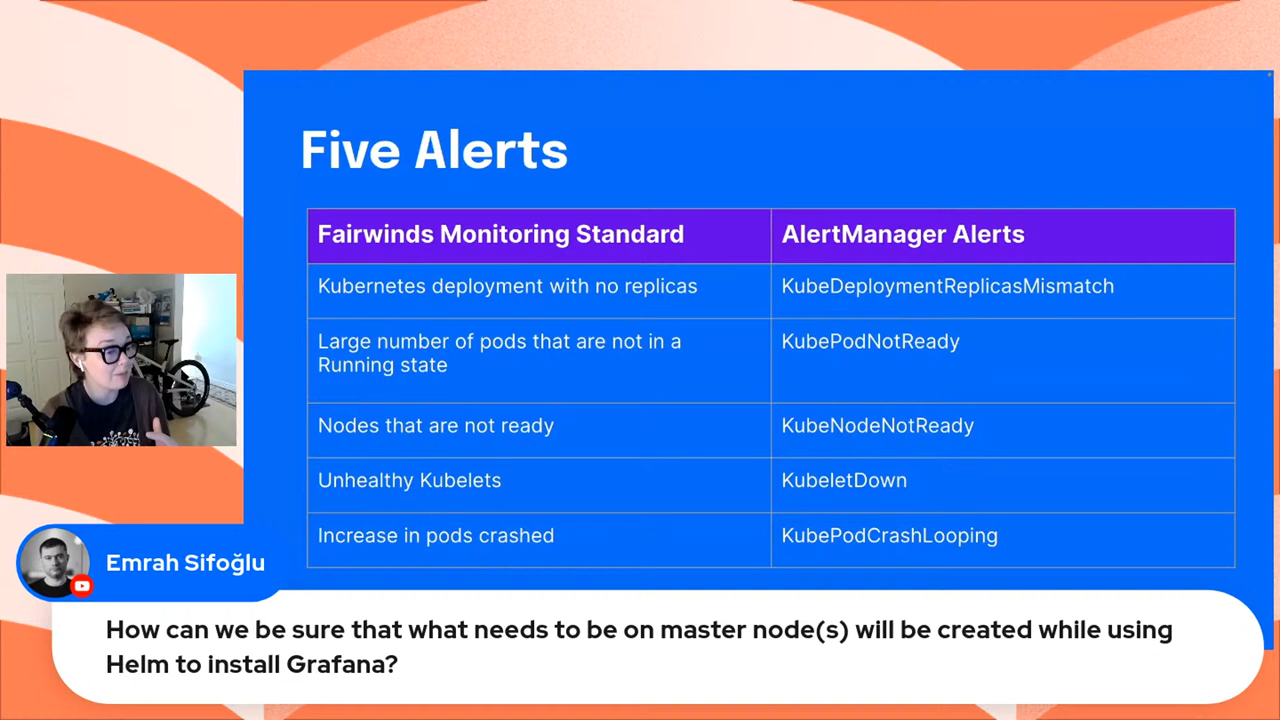 Five Alerts
Fairwinds Monitoring Standard
AlertManager Alerts
Kubernetes deployment with no replicas
KubeDeploymentReplicasMismatch
Large number of pods that are not in a
Running state
KubePodNotReady
Nodes that are not ready
KubeNodeNotReady
Unhealthy Kubelets
KubeletDown
Increase in pods crashed
KubePodCrashLooping
Emrah Sifoğlu
How can we be sure that what needs to be on master node(s) will be created while using
Helm to install Grafana?